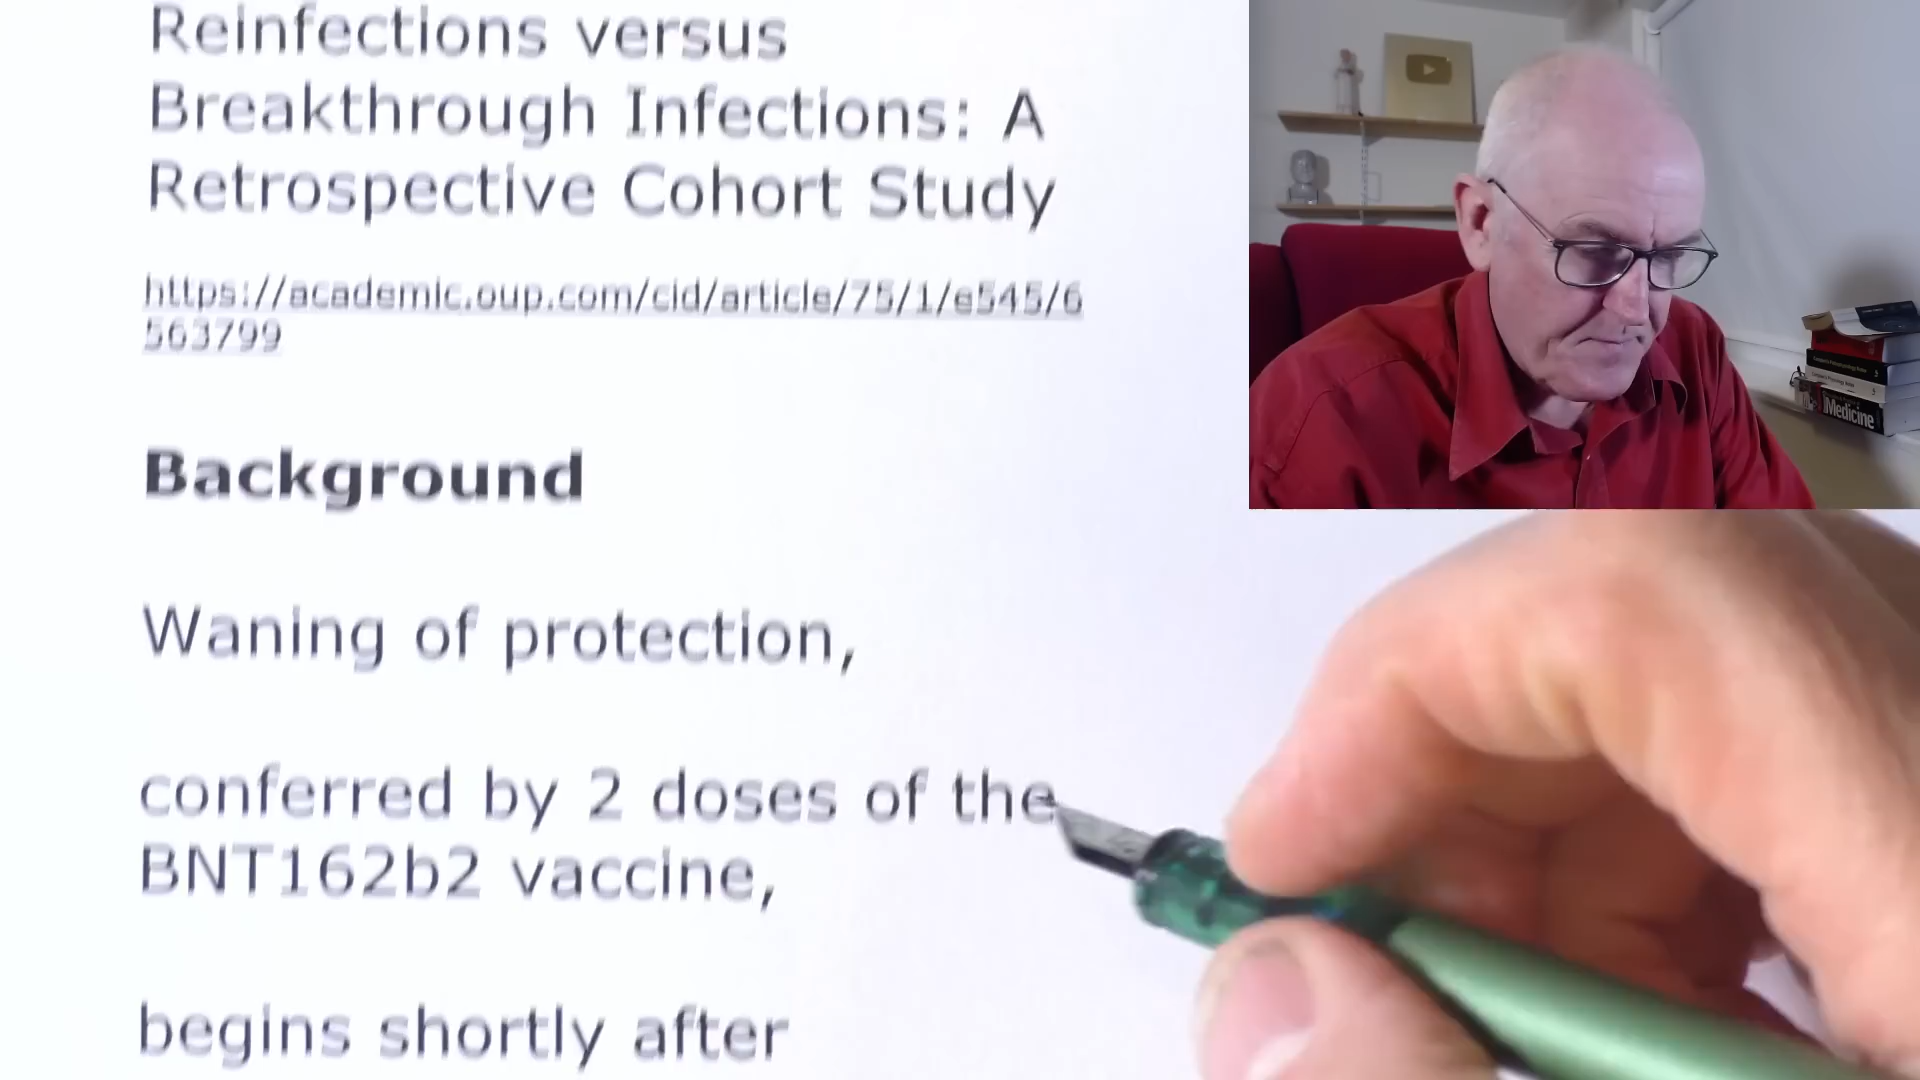 Reinfections versus
Breakthrough Infections: A
Retrospective Cohort Study
https://academic.oup.com/cid/article/75/1/e545/6
563799
Background
Waning of protection,
conferred by 2 doses of the
BNT162b2 vaccine,
begins shortly after
Medicine